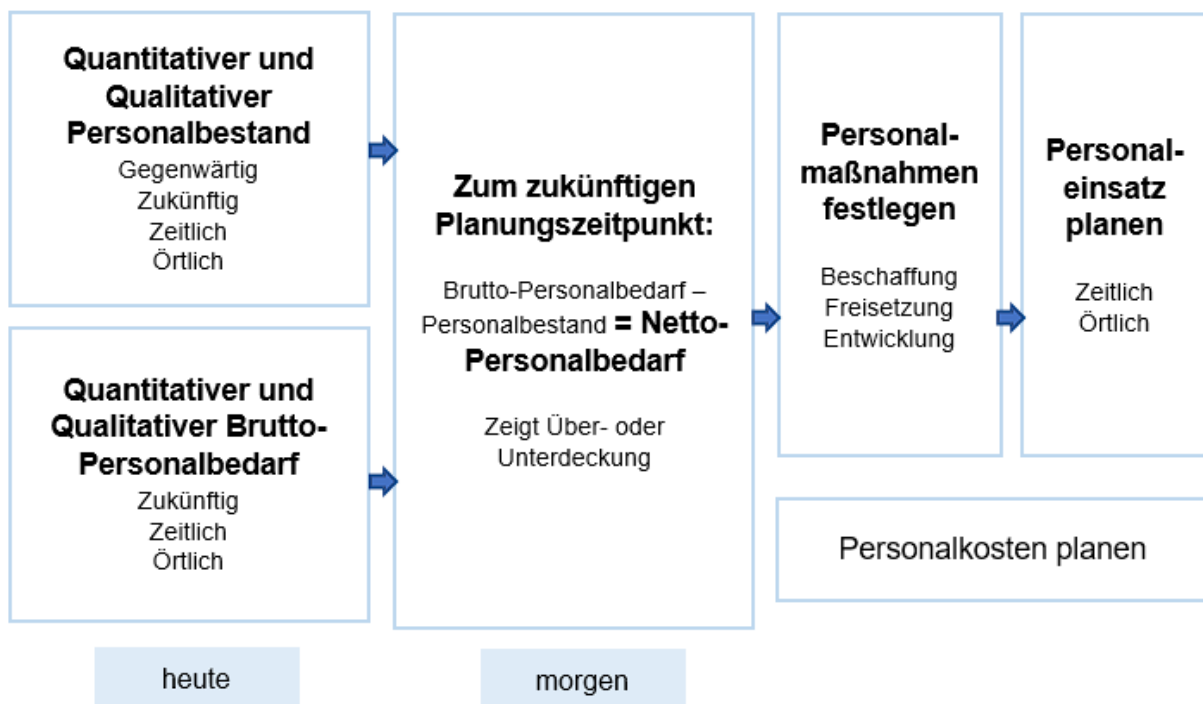 Quantitativer und
Qualitativer
Personalbestand
Gegenwärtig
Zukünftig
Zeitlich
Örtlich
Quantitativer und
Qualitativer Brutto-
Personalbedarf
Zukünftig
Zeitlich
Örtlich
heute
Zum zukünftigen
Planungszeitpunkt:
Brutto-Personalbedarf –
Personalbestand = Netto-
Personalbedarf
Zeigt Über- oder
Unterdeckung
morgen
Personal-
maßnahmen
festlegen
Beschaffung
Freisetzung
Entwicklung
Personal-
einsatz
planen
Zeitlich
Örtlich
Personalkosten planen